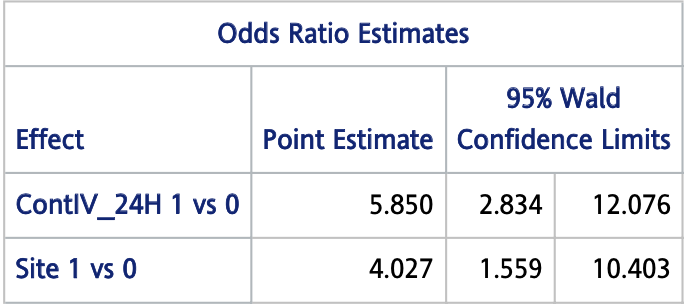 Odds Ratio Estimates
95% Wald
Effect Point Estimate Confidence Limits
ContIV_24H 1 vs 0 5.850 2.834 12.076
Site 1 vs 0 4.027 1.559 10.403